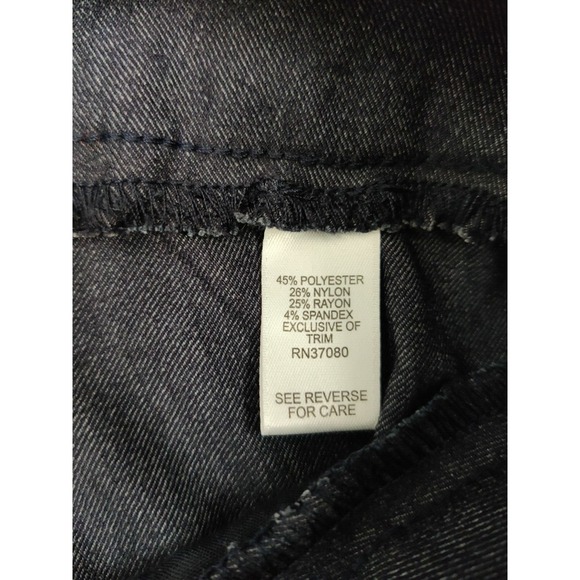 45% POLYESTER
26% NYLON
25% RAYON
4% SPANDEX
EXCLUSIVE OF
TRIM
RN37080
SEE REVERSE
FOR CARE